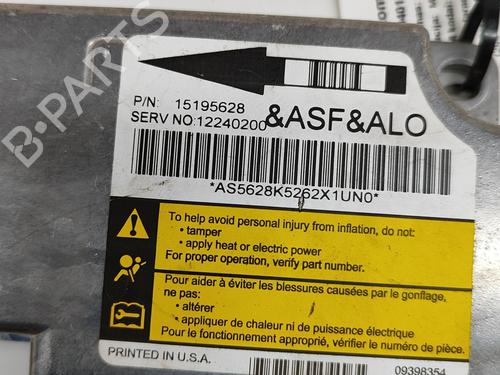 P/N: 15195628
SERV NO:12240200 &ASF&ALO
*AS5628K5262X1UN0*
To help avoid personal injury from inflation, do not:
• tamper
• apply heat or electric power
For proper operation, verify part number.
Pour aider à éviter les blessures causées par le gonflage,
ne pas:
• altérer
• appliquer de chaleur ni de puissance électrique
Pour le fonctionnement approprié, vérifier le numéro de pièce.
PRINTED IN U.S.A.
09398354
B-PARTS